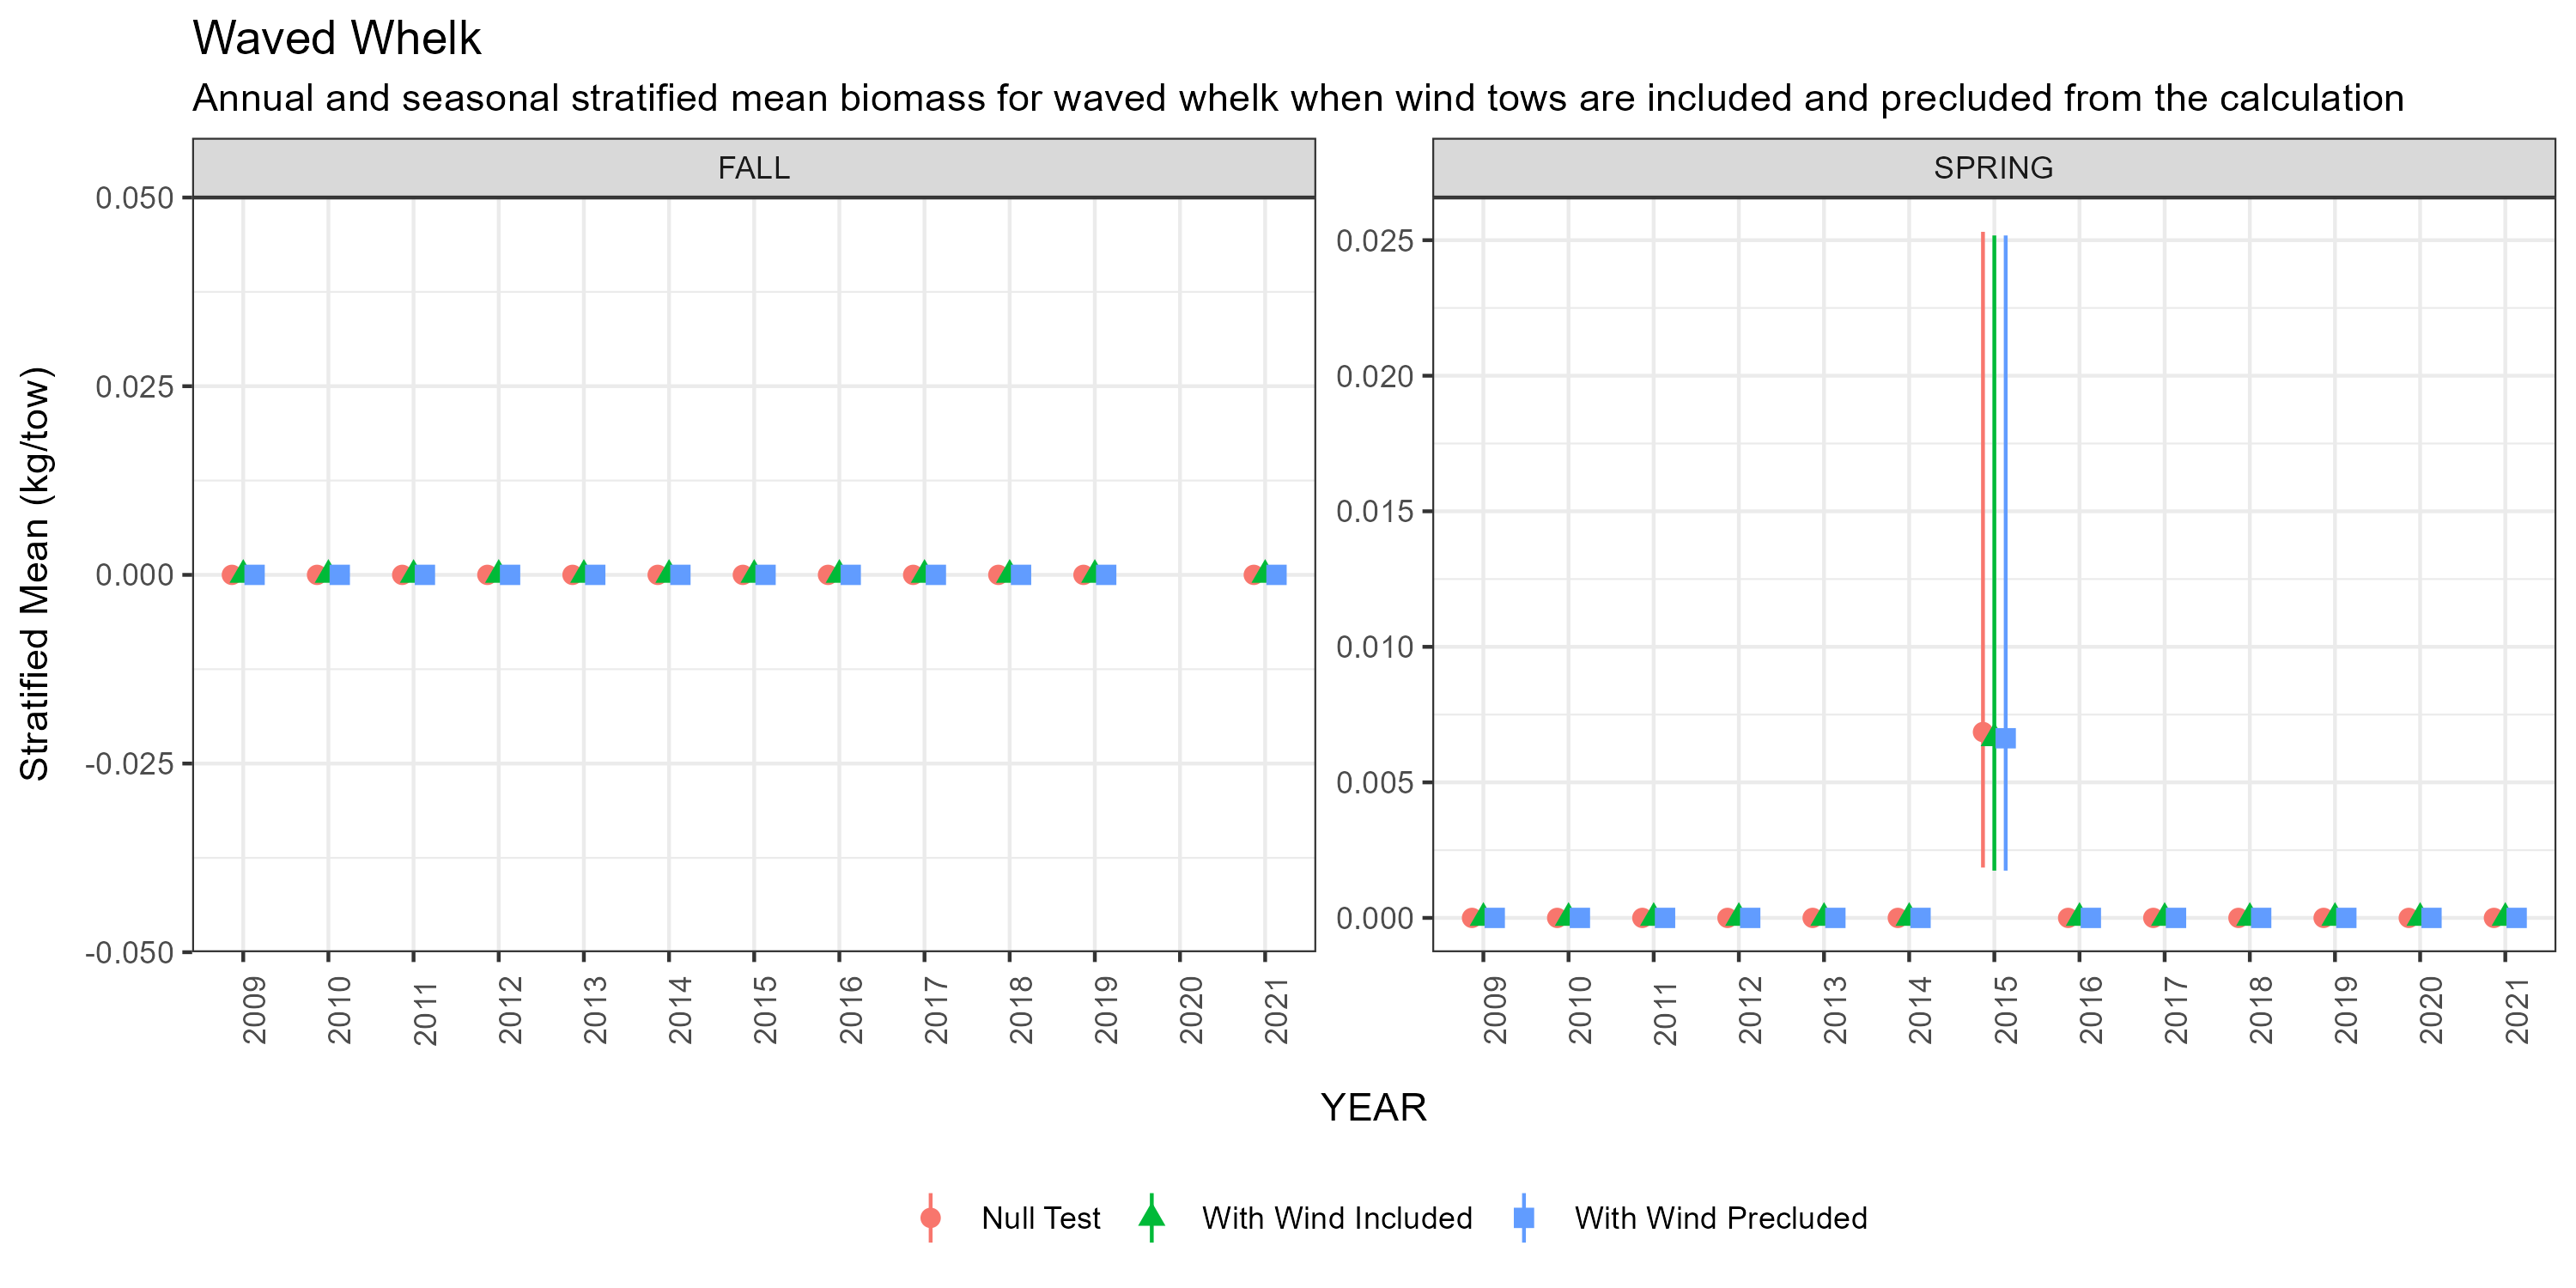 Waved Whelk
Annual and seasonal stratified mean biomass for waved whelk when wind tows are included and precluded from the calculation
FALL
SPRING
Stratified Mean (kg/tow)
0.050
0.025
0.000
-0.025
-0.050
0.025
0.020
0.015
0.010
0.005
0.000
2009 2010 2011 2012 2013 2014 2015 2016 2017 2018 2019 2020 2021
2009 2010 2011 2012 2013 2014 2015 2016 2017 2018 2019 2020 2021
YEAR
Null Test With Wind Included With Wind Precluded